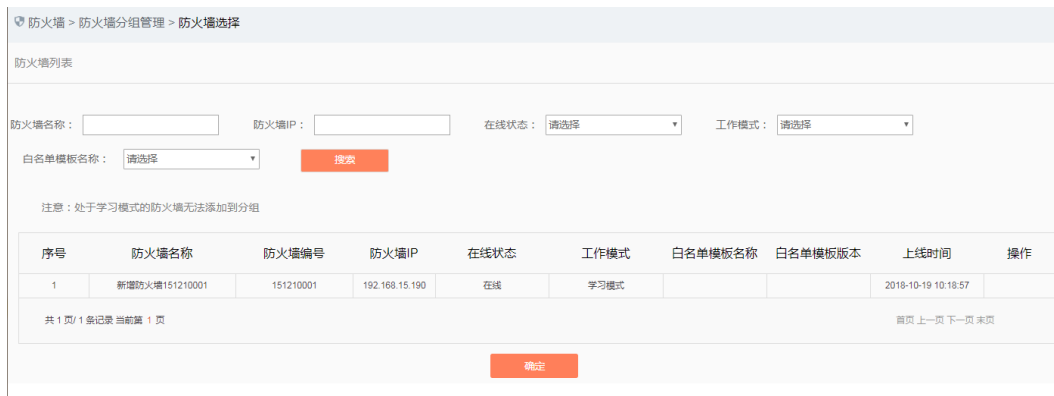 防火墙 > 防火墙分组管理 > 防火墙选择
防火墙列表
防火墙名称： 防火墙IP： 在线状态： 请选择 工作模式： 请选择
白名单模板名称： 请选择 搜索
注意：处于学习模式的防火墙无法添加到分组
序号 防火墙名称 防火墙编号 防火墙IP 在线状态 工作模式 白名单模板名称 白名单模板版本 上线时间 操作
1 新增防火墙151210001 151210001 192.168.15.190 在线 学习模式 2018-10-19 10:18:57
共 1 页/ 1 条记录 当前第 1 页 首页 上一页 下一页 末页
确定